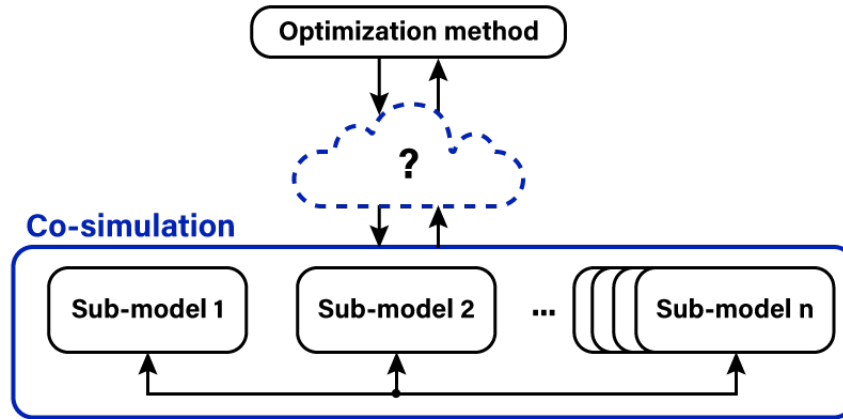 Optimization method
?
Co-simulation
Sub-model 1
Sub-model 2
...
Sub-model n